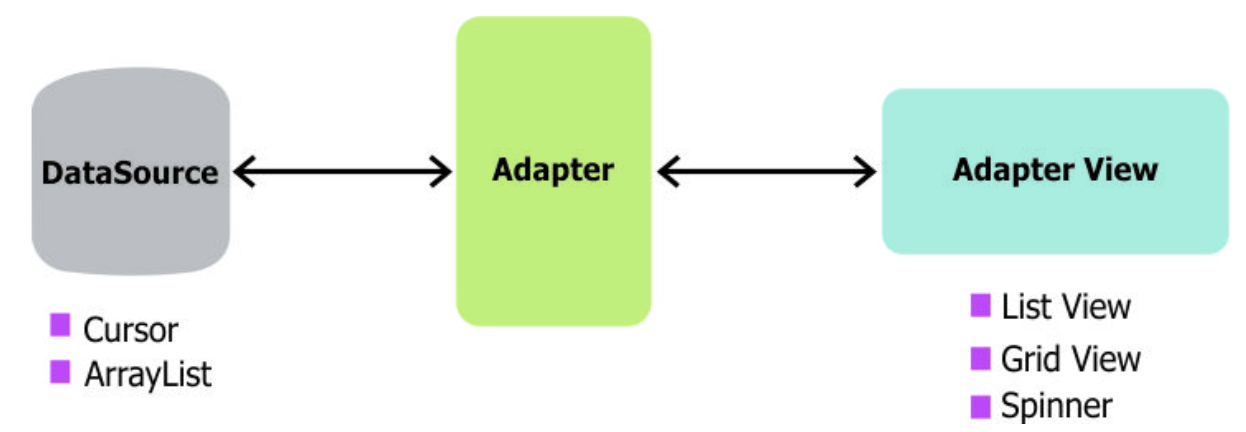 DataSource
Adapter
Adapter View
Cursor
ArrayList
List View
Grid View
Spinner